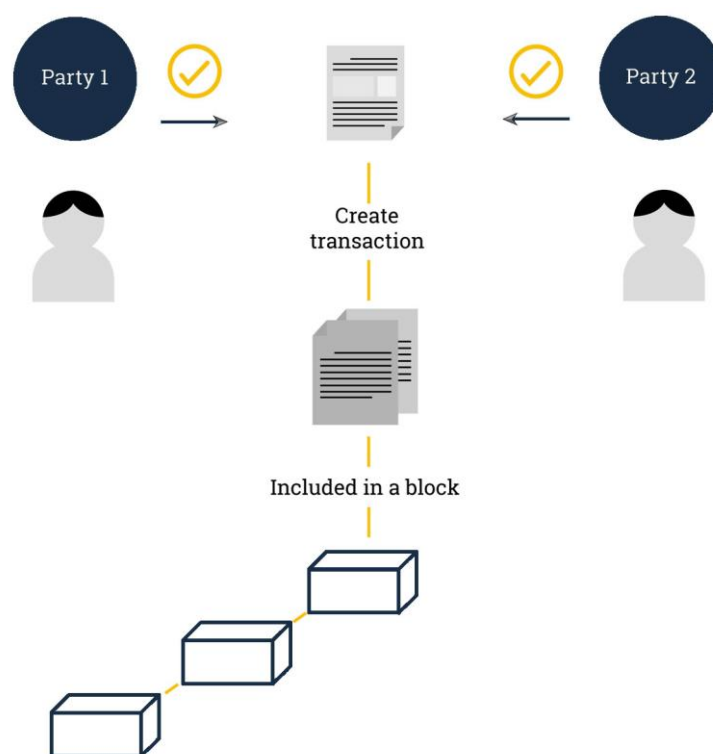 Party 1
Party 2
Create
transaction
Included in a block